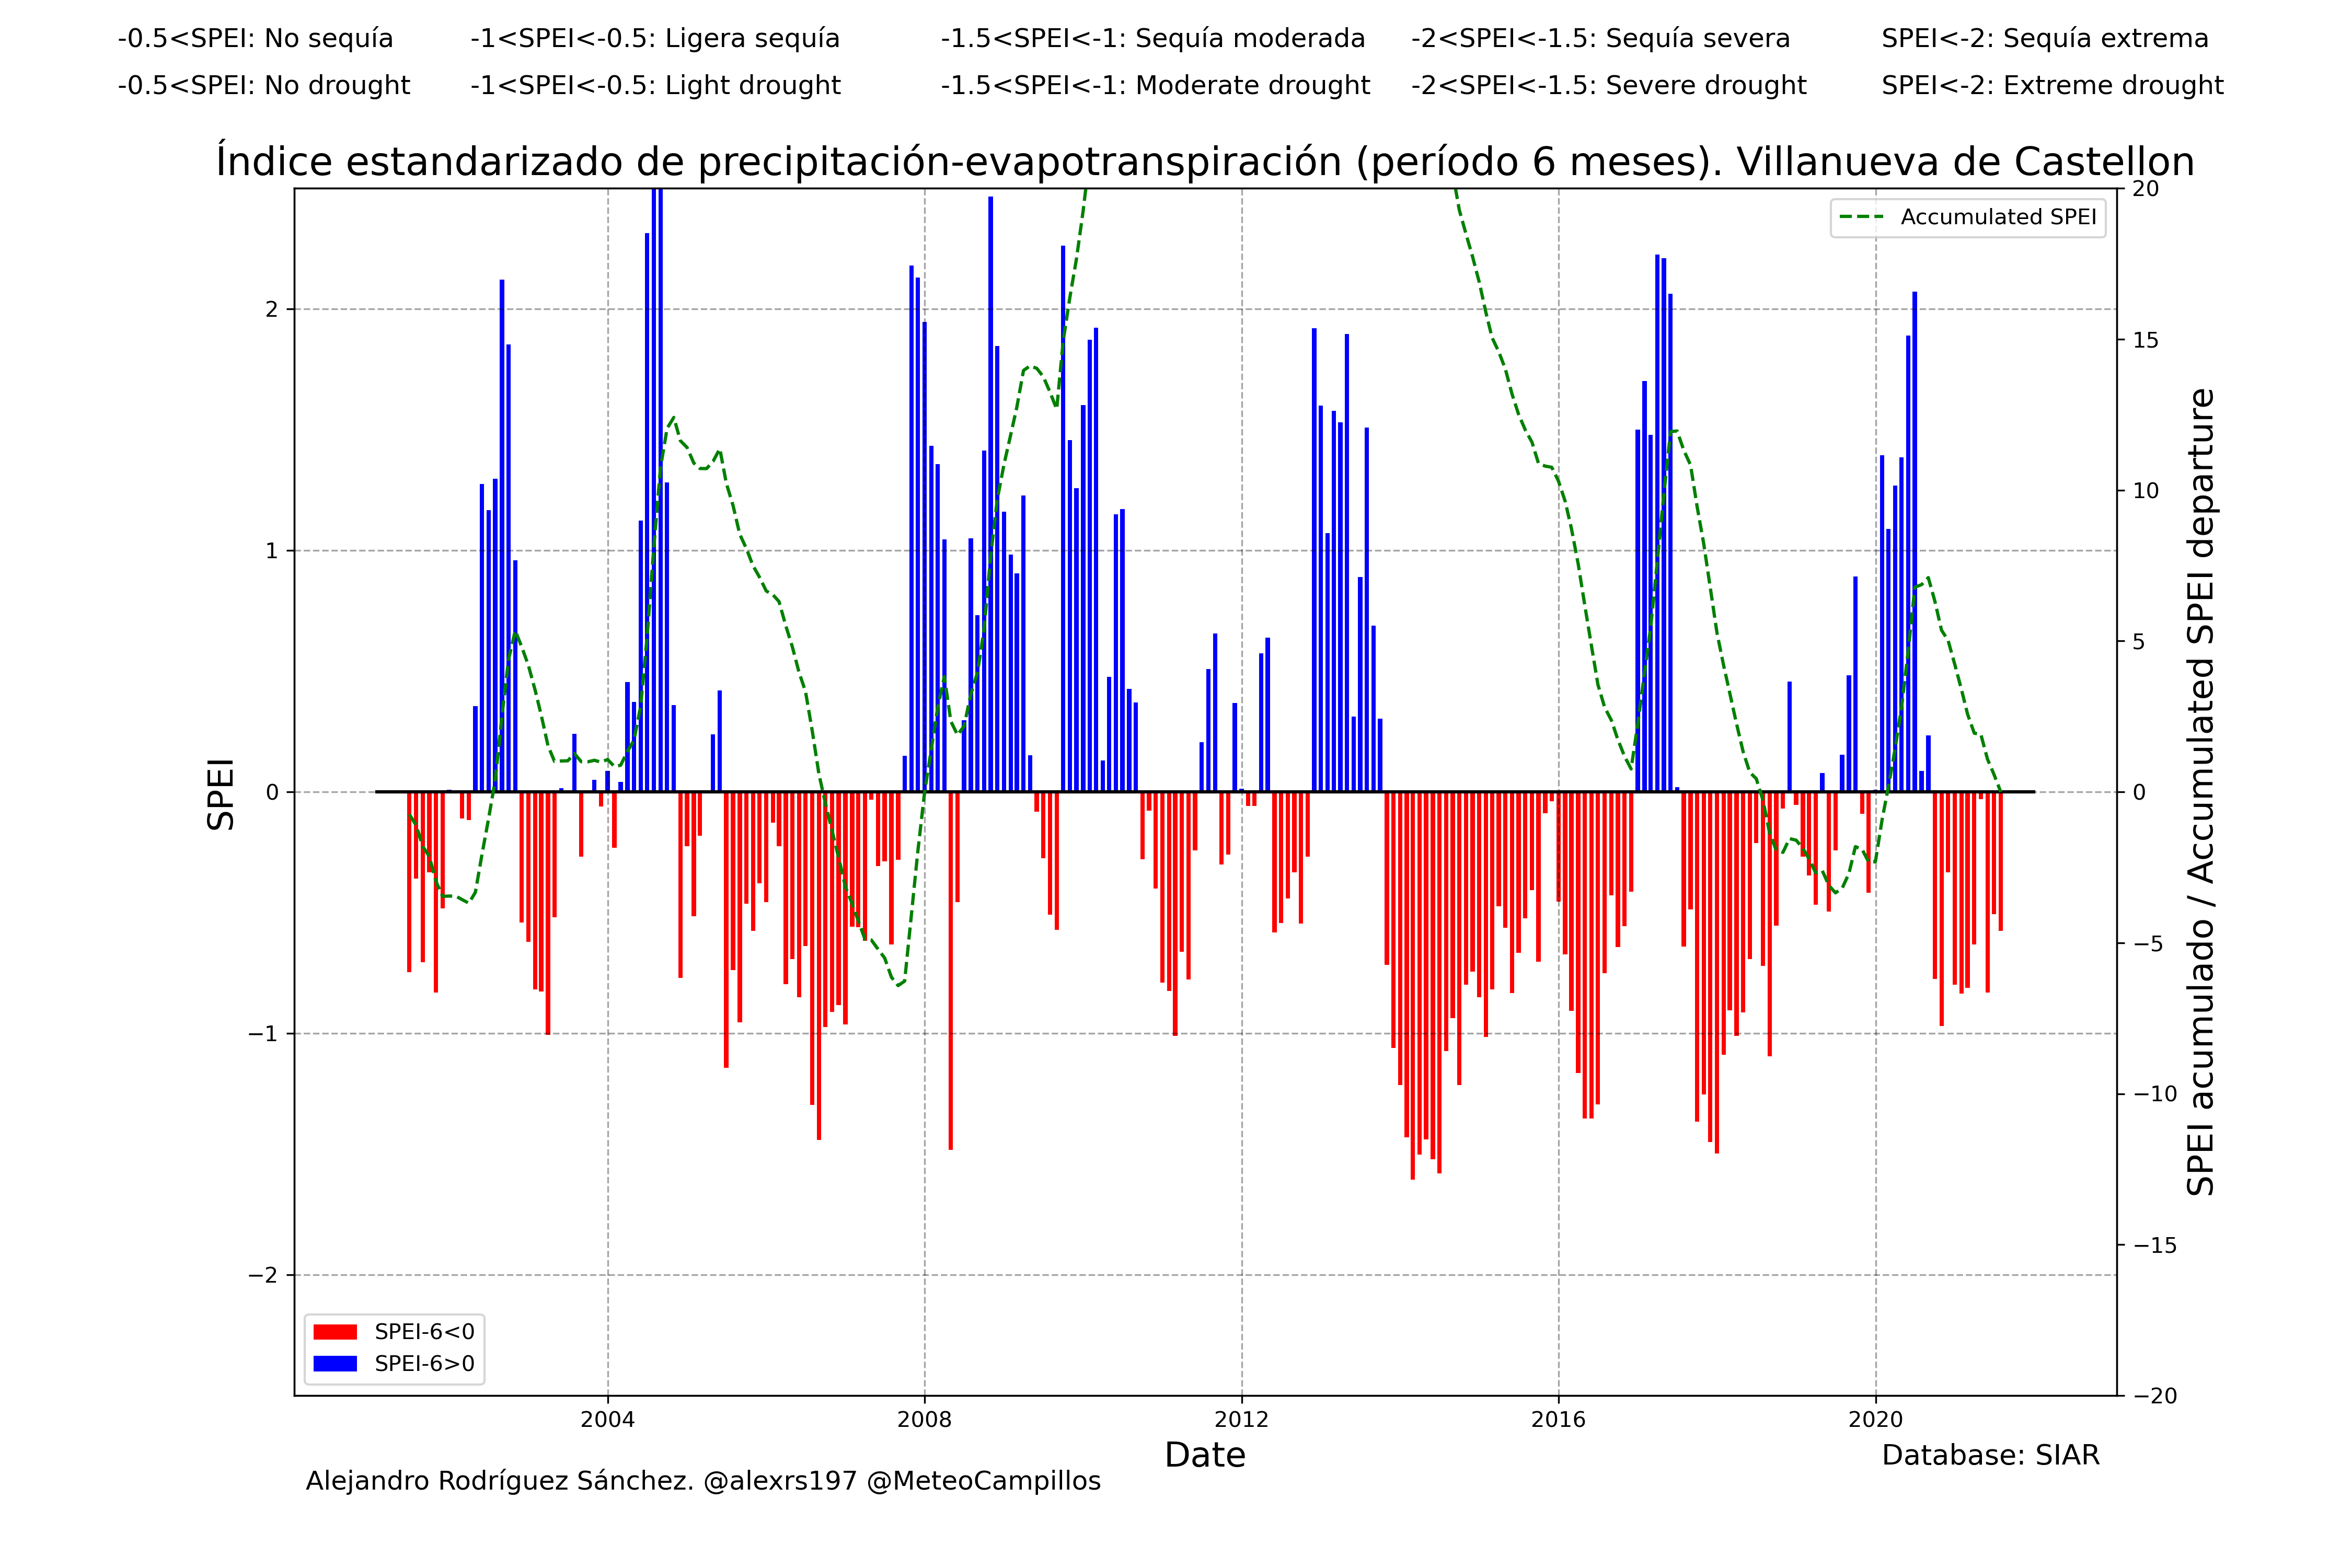 -0.5<SPEI: No sequía -1<SPEI<-0.5: Ligera sequía -1.5<SPEI<-1: Sequía moderada -2<SPEI<-1.5: Sequía severa SPEI<-2: Sequía extrema
-0.5<SPEI: No drought -1<SPEI<-0.5: Light drought -1.5<SPEI<-1: Moderate drought -2<SPEI<-1.5: Severe drought SPEI<-2: Extreme drought
Índice estandarizado de precipitación-evapotranspiración (período 6 meses). Villanueva de Castellon
Accumulated SPEI
SPEI
2
1
0
−1
−2
20
15
10
5
0
−5
−10
−15
−20
SPEI acumulado / Accumulated SPEI departure
SPEI-6<0
SPEI-6>0
2004 2008 2012 2016 2020
Date
Database: SIAR
Alejandro Rodríguez Sánchez. @alexrs197 @MeteoCampillos